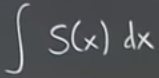 ∫ S(x) dx